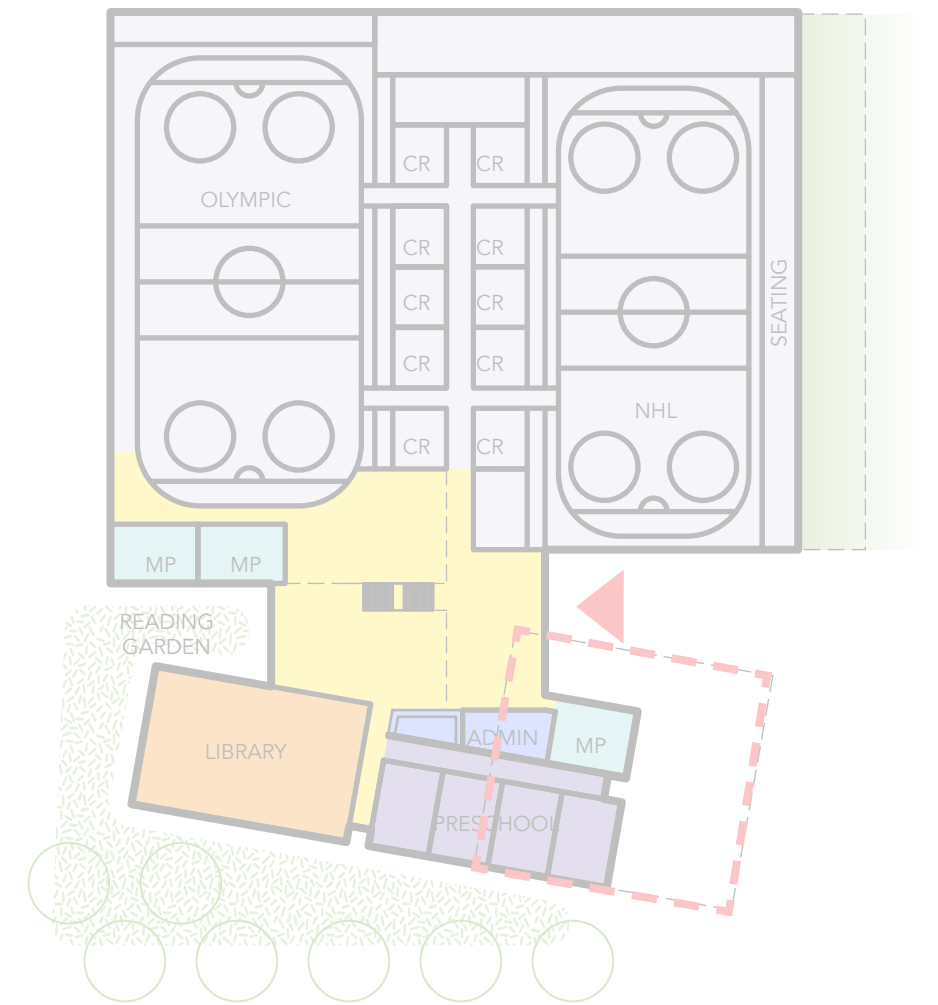 CR
CR
OLYMPIC
CR
CR
CR
CR
SEATING
CR
CR
NHL
CR
CR
MP
MP
READING
GARDEN
LIBRARY
ADMIN
MP
PRESCHOOL